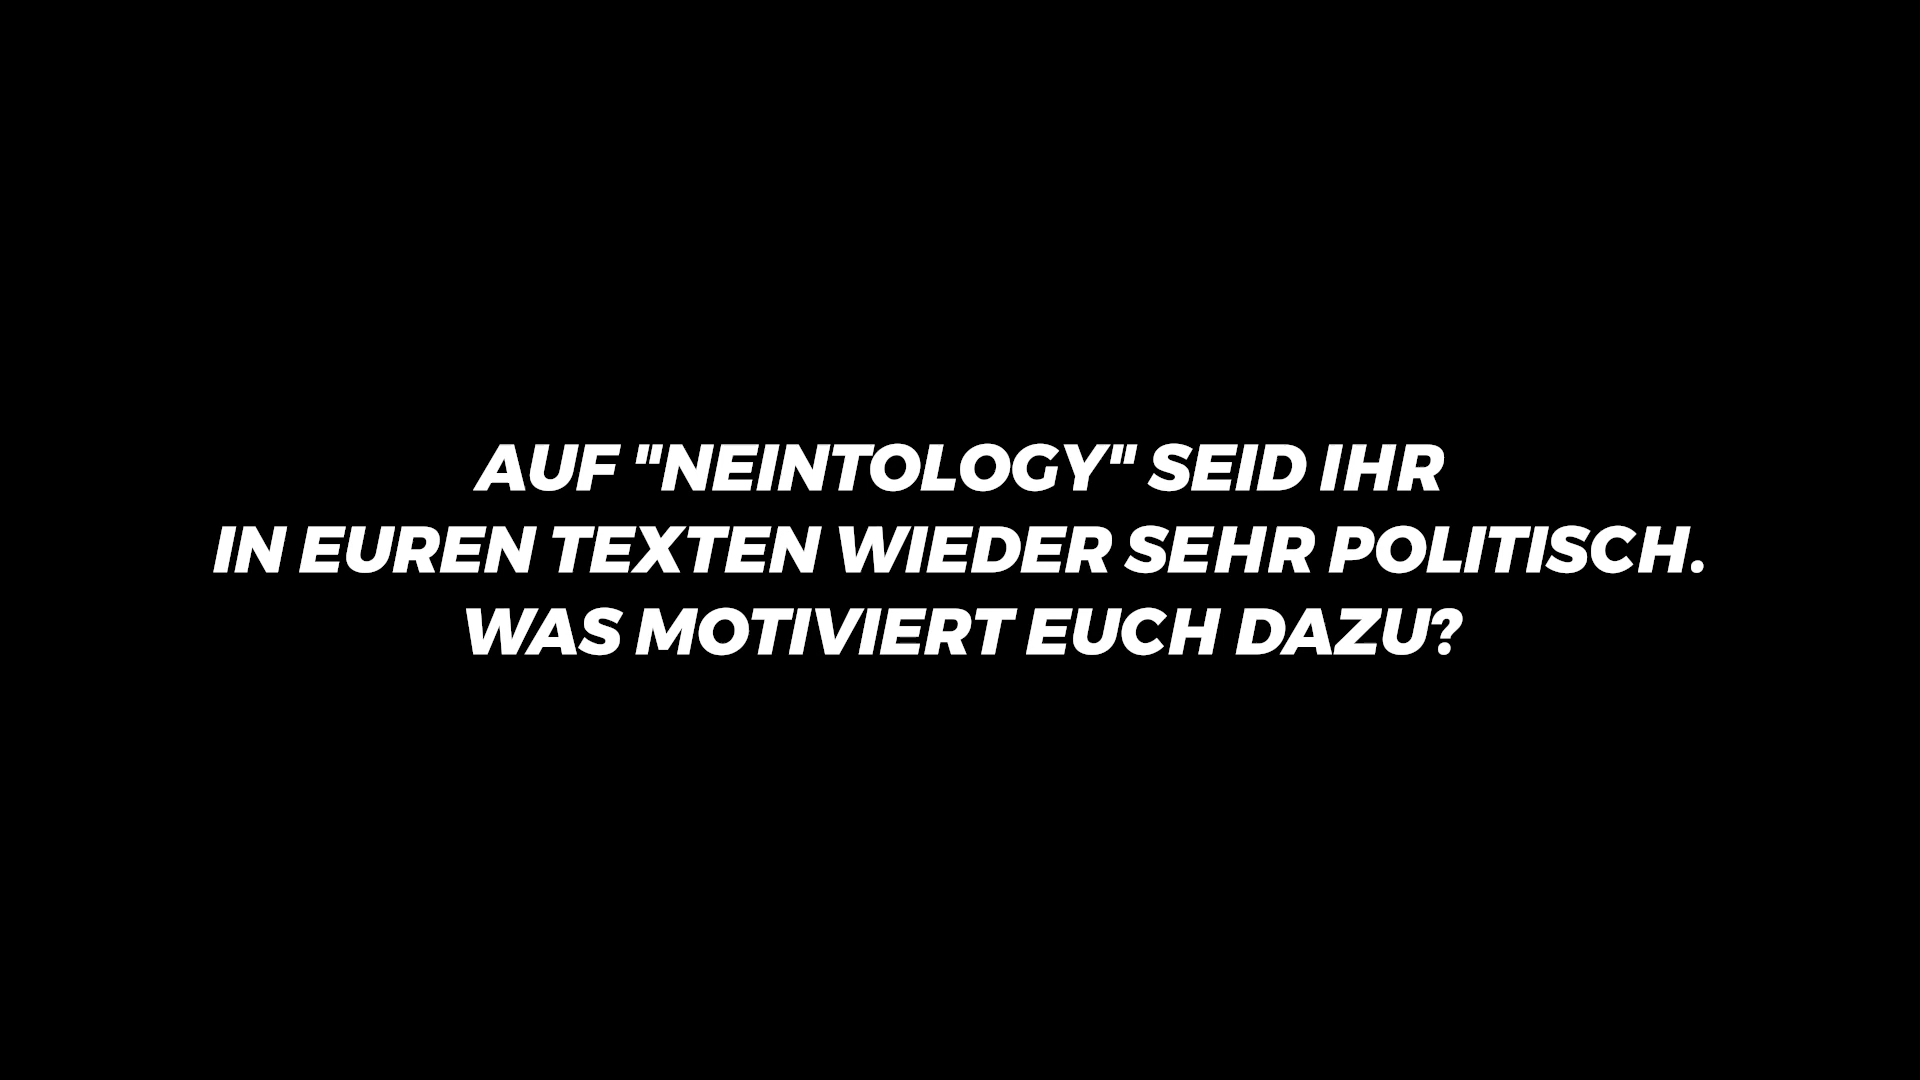 AUF "NEINTOLOGY" SEID IHR
IN EUREN TEXTEN WIEDER SEHR POLITISCH.
WAS MOTIVIERT EUCH DAZU?